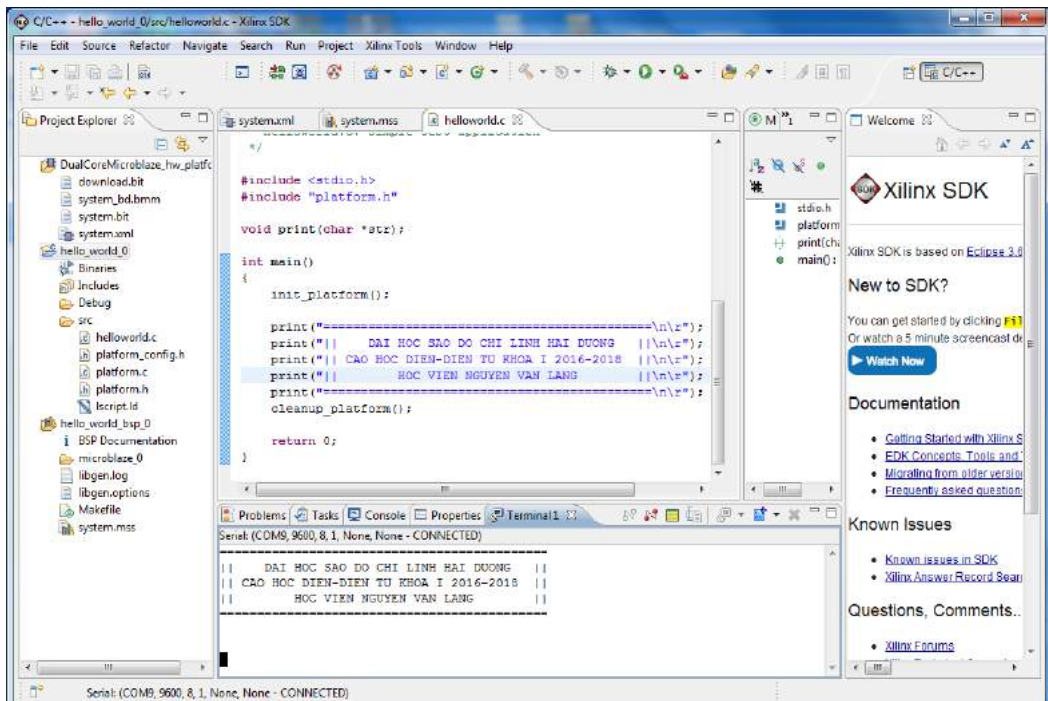 C/C++ - hello_world_0/src/helloworld.c - Xilinx SDK
File Edit Source Refactor Navigate Search Run Project Xilinx Tools Window Help
C/C++
Project Explorer
DualCoreMicroblaze_hw_platfc
download.bit
system_bd.bmm
system.bit
system.xml
hello_world_0
Binaries
Includes
Debug
src
helloworld.c
platform_config.h
platform.c
platform.h
lscript.ld
hello_world_bsp_0
BSP Documentation
microblaze_0
libgen.log
libgen.options
Makefile
system.mss
system.xml system.mss helloworld.c
*/
#include <stdio.h>
#include "platform.h"
void print(char *str);
int main()
{
init_platform();
print("============================================\n\r");
print("||    DAI HOC SAO DO CHI LINH HAI DUONG   ||\n\r");
print("|| CAO HOC DIEN-DIEN TU KHOA I 2016-2018  ||\n\r");
print("||        HOC VIEN NGUYEN VAN LANG        ||\n\r");
print("============================================\n\r");
cleanup_platform();
return 0;
}
M 1
stdio.h
platform
print(cha
main() :
Welcome
Xilinx SDK
Xilinx SDK is based on Eclipse 3.6
New to SDK?
You can get started by clicking Fil
Or watch a 5 minute screencast de
Watch Now
Documentation
Getting Started with Xilinx S
EDK Concepts, Tools and
Migrating from older version
Frequently asked question
Known Issues
Known issues in SDK
Xilinx Answer Record Sear
Questions, Comments..
Xilinx Forums
Problems Tasks Console Properties Terminal 1
Serial: (COM9, 9600, 8, 1, None, None - CONNECTED)
============================================
||    DAI HOC SAO DO CHI LINH HAI DUONG   ||
|| CAO HOC DIEN-DIEN TU KHOA I 2016-2018  ||
||        HOC VIEN NGUYEN VAN LANG        ||
============================================
Serial: (COM9, 9600, 8, 1, None, None - CONNECTED)